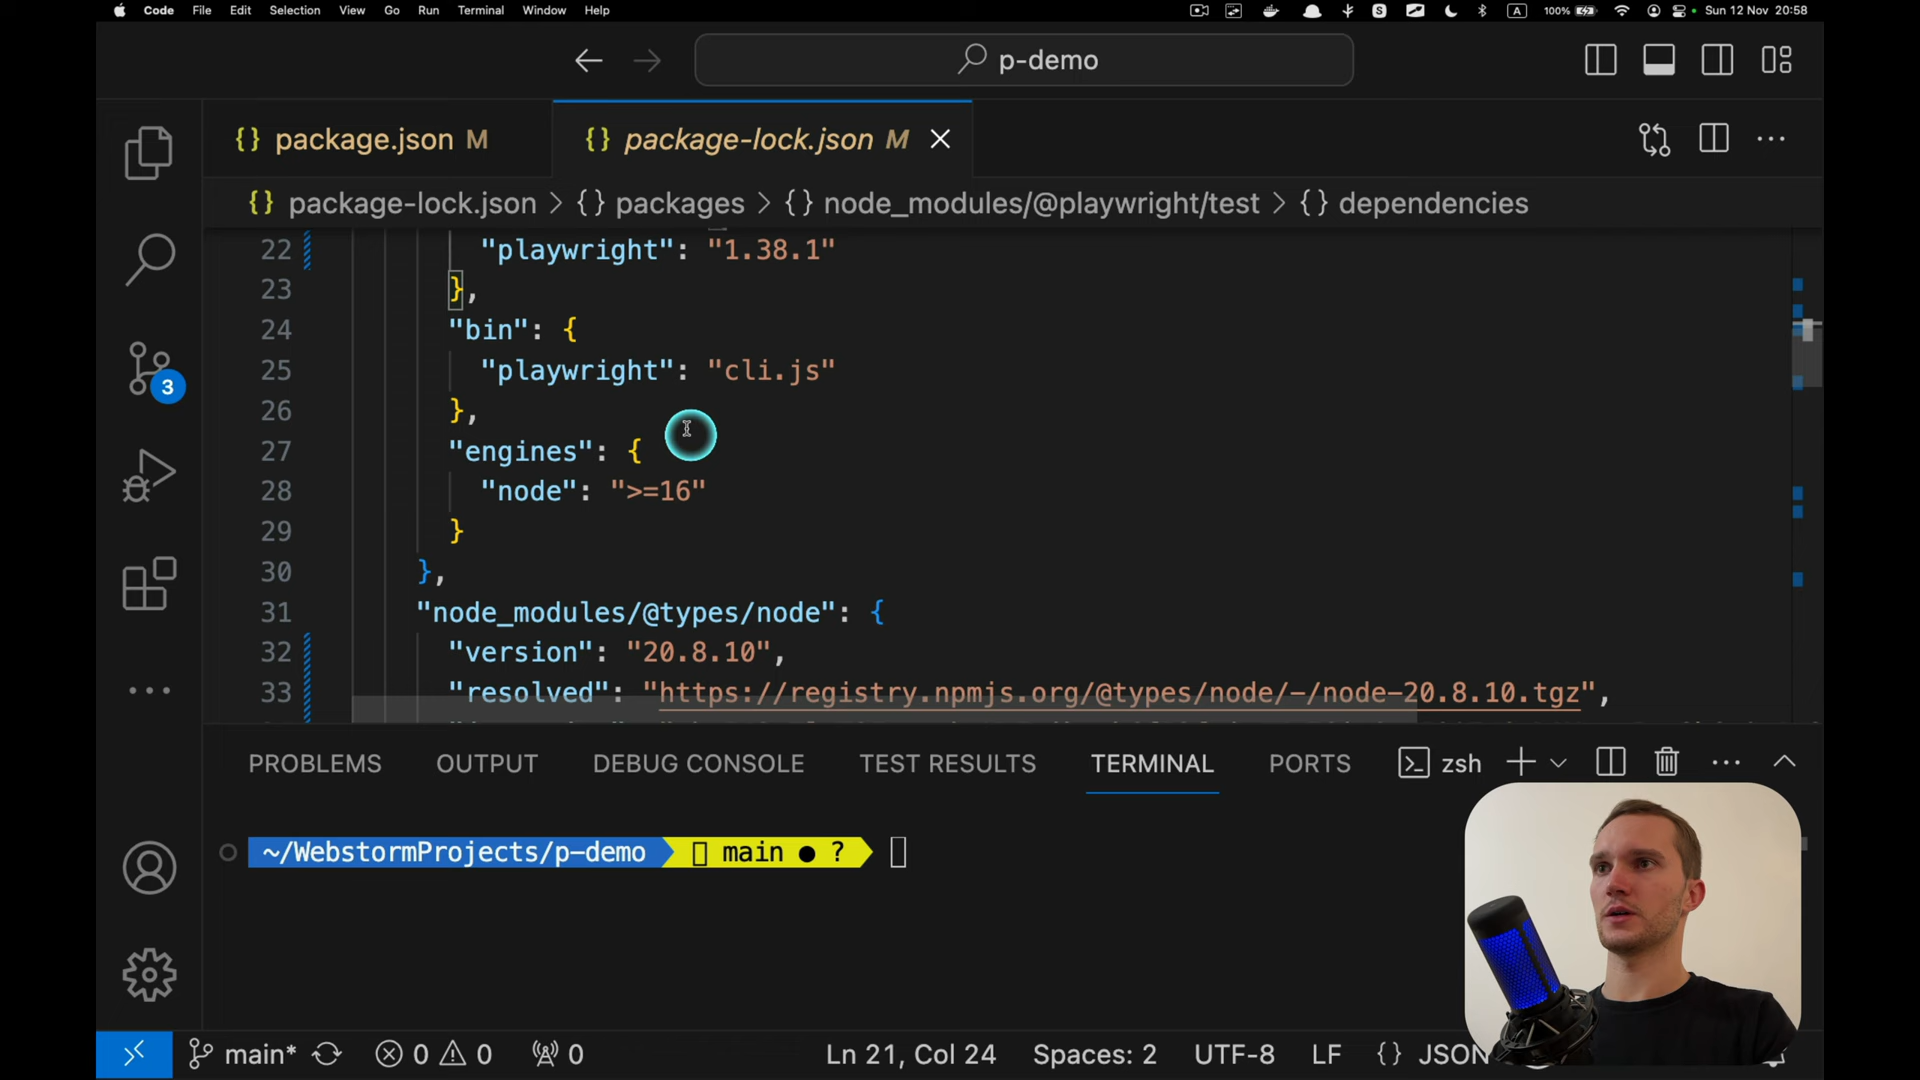 Code File Edit Selection View Go Run Terminal Window Help
A 100% Sun 12 Nov 20:58
p-demo
{} package.json M
{} package-lock.json M
{} package-lock.json > {} packages > {} node_modules/@playwright/test > {} dependencies
22 "playwright": "1.38.1"
23 },
24 "bin": {
25 "playwright": "cli.js"
26 },
27 "engines": {
28 "node": ">=16"
29 }
30 },
31 "node_modules/@types/node": {
32 "version": "20.8.10",
33 "resolved": "https://registry.npmjs.org/@types/node/-/node-20.8.10.tgz",
3
PROBLEMS OUTPUT DEBUG CONSOLE TEST RESULTS TERMINAL PORTS zsh
~/WebstormProjects/p-demo main ● ?
main* 0 0 0 Ln 21, Col 24 Spaces: 2 UTF-8 LF {} JSON